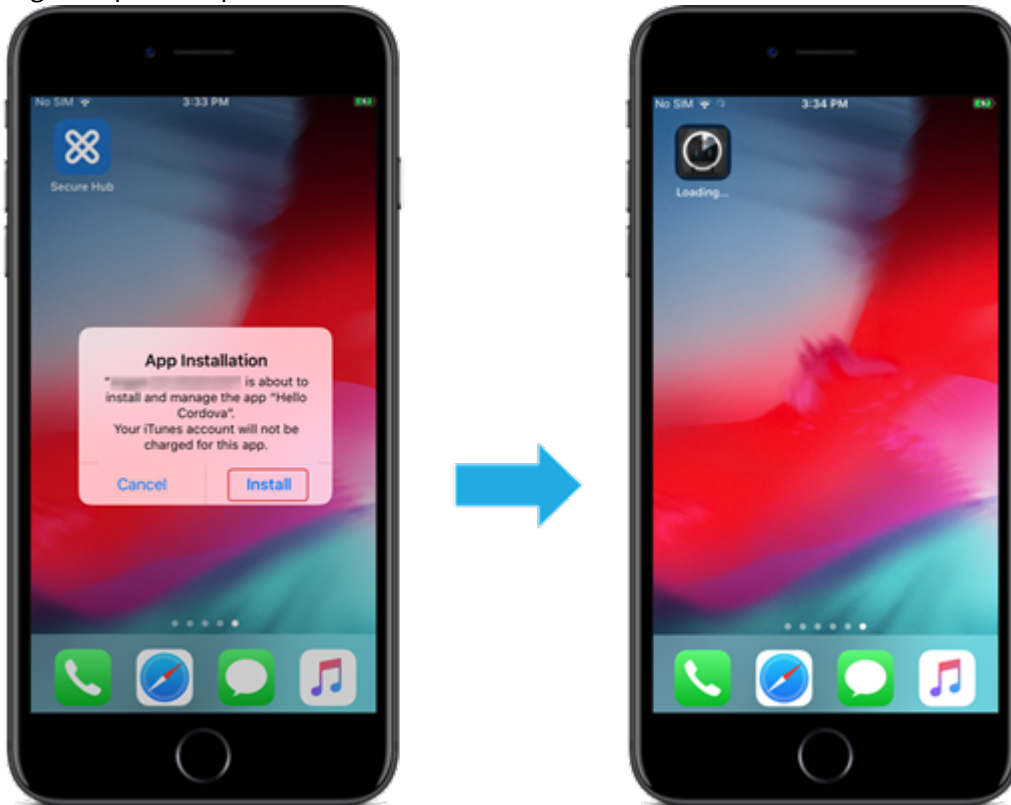 No SIM
3:33 PM
Secure Hub
App Installation
" is about to
install and manage the app "Hello
Cordova".
Your iTunes account will not be
charged for this app.
Cancel
Install
No SIM
3:34 PM
Loading...